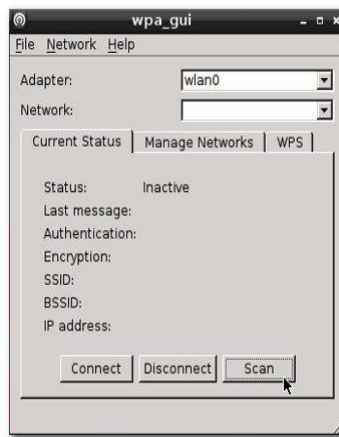 wpa_gui
File Network Help
Adapter: wlan0
Network:
Current Status Manage Networks WPS
Status: Inactive
Last message:
Authentication:
Encryption:
SSID:
BSSID:
IP address:
Connect Disconnect Scan